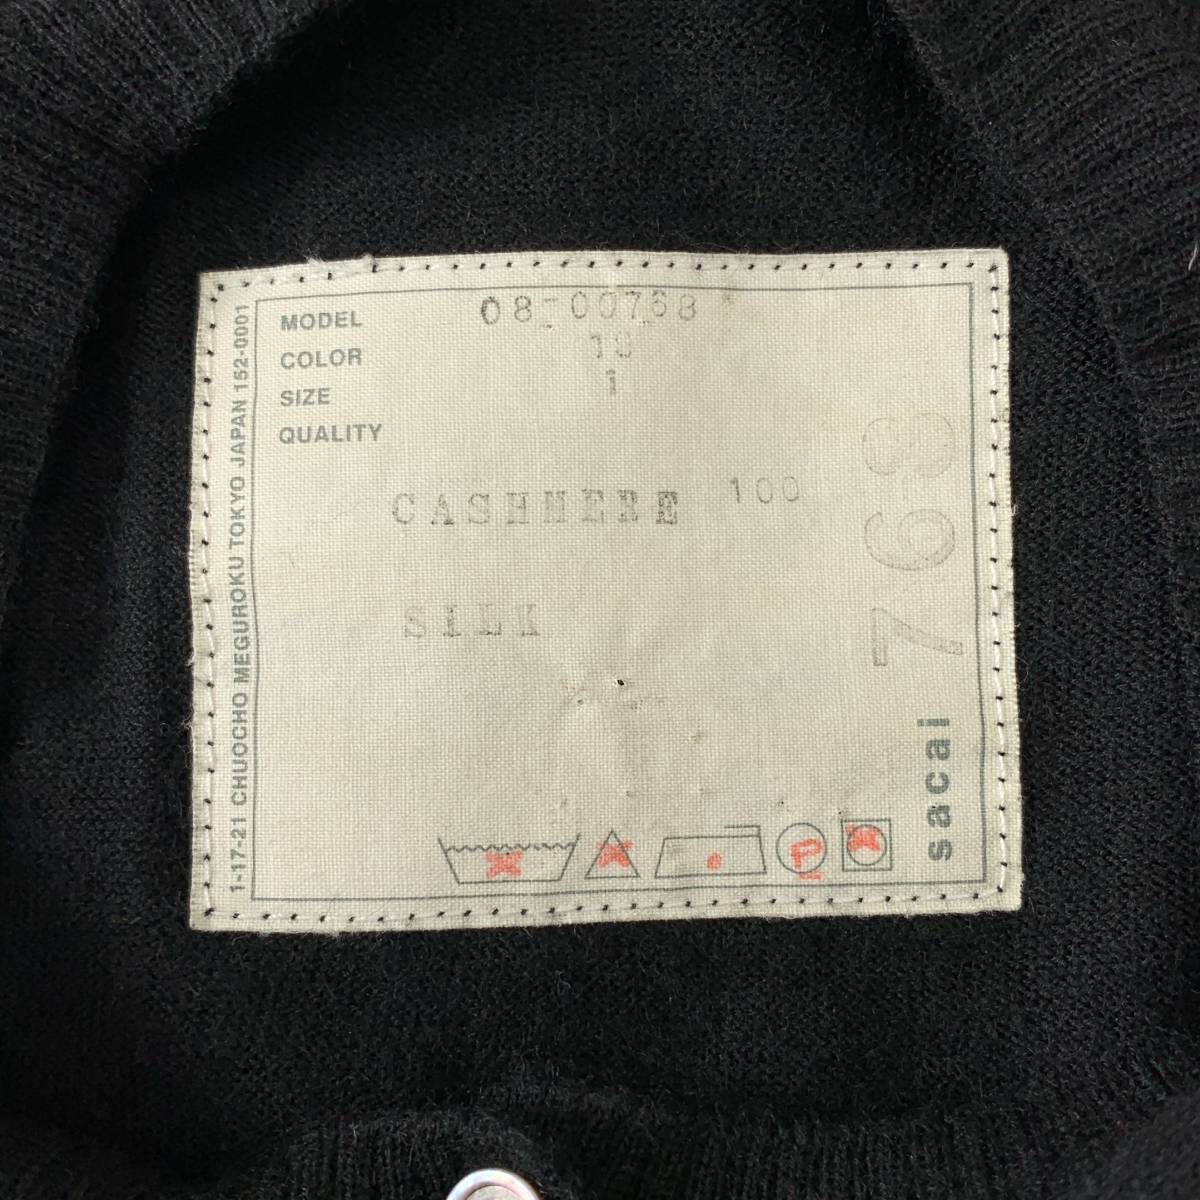 MODEL 08-00768
COLOR
SIZE 1
QUALITY
CASHMERE 100
SILK
768
sacai
P
1-17-21 CHUOCHO MEGUROKU TOKYO JAPAN 152-0001